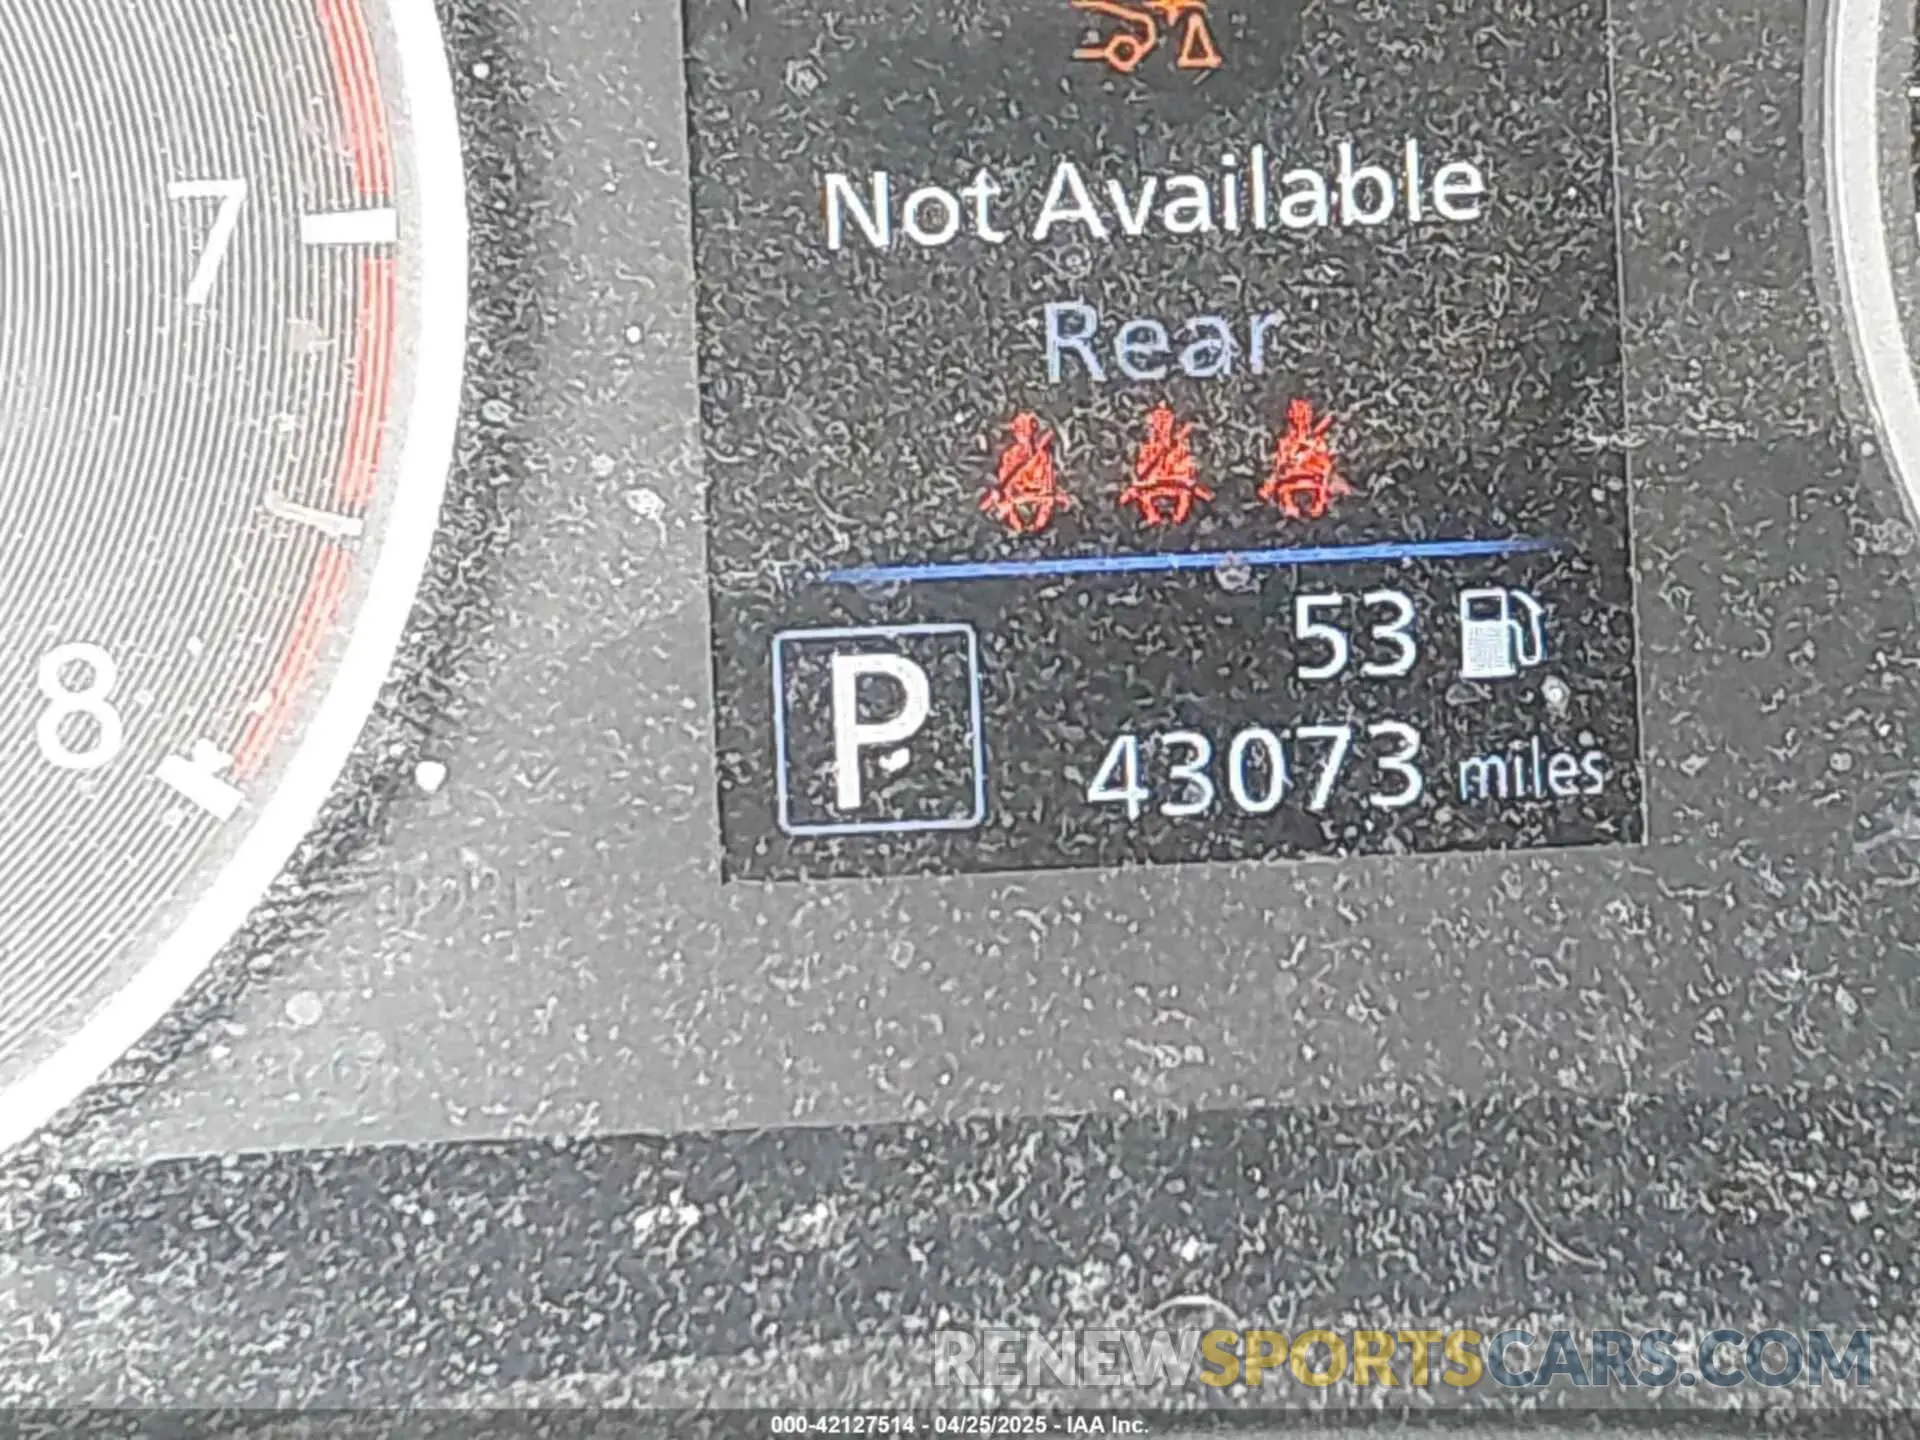 7
8
Not Available
Rear
53
P
43073 miles
RENEWSPORTSCARS.COM
000-42127514 - 04/25/2025 - IAA Inc.